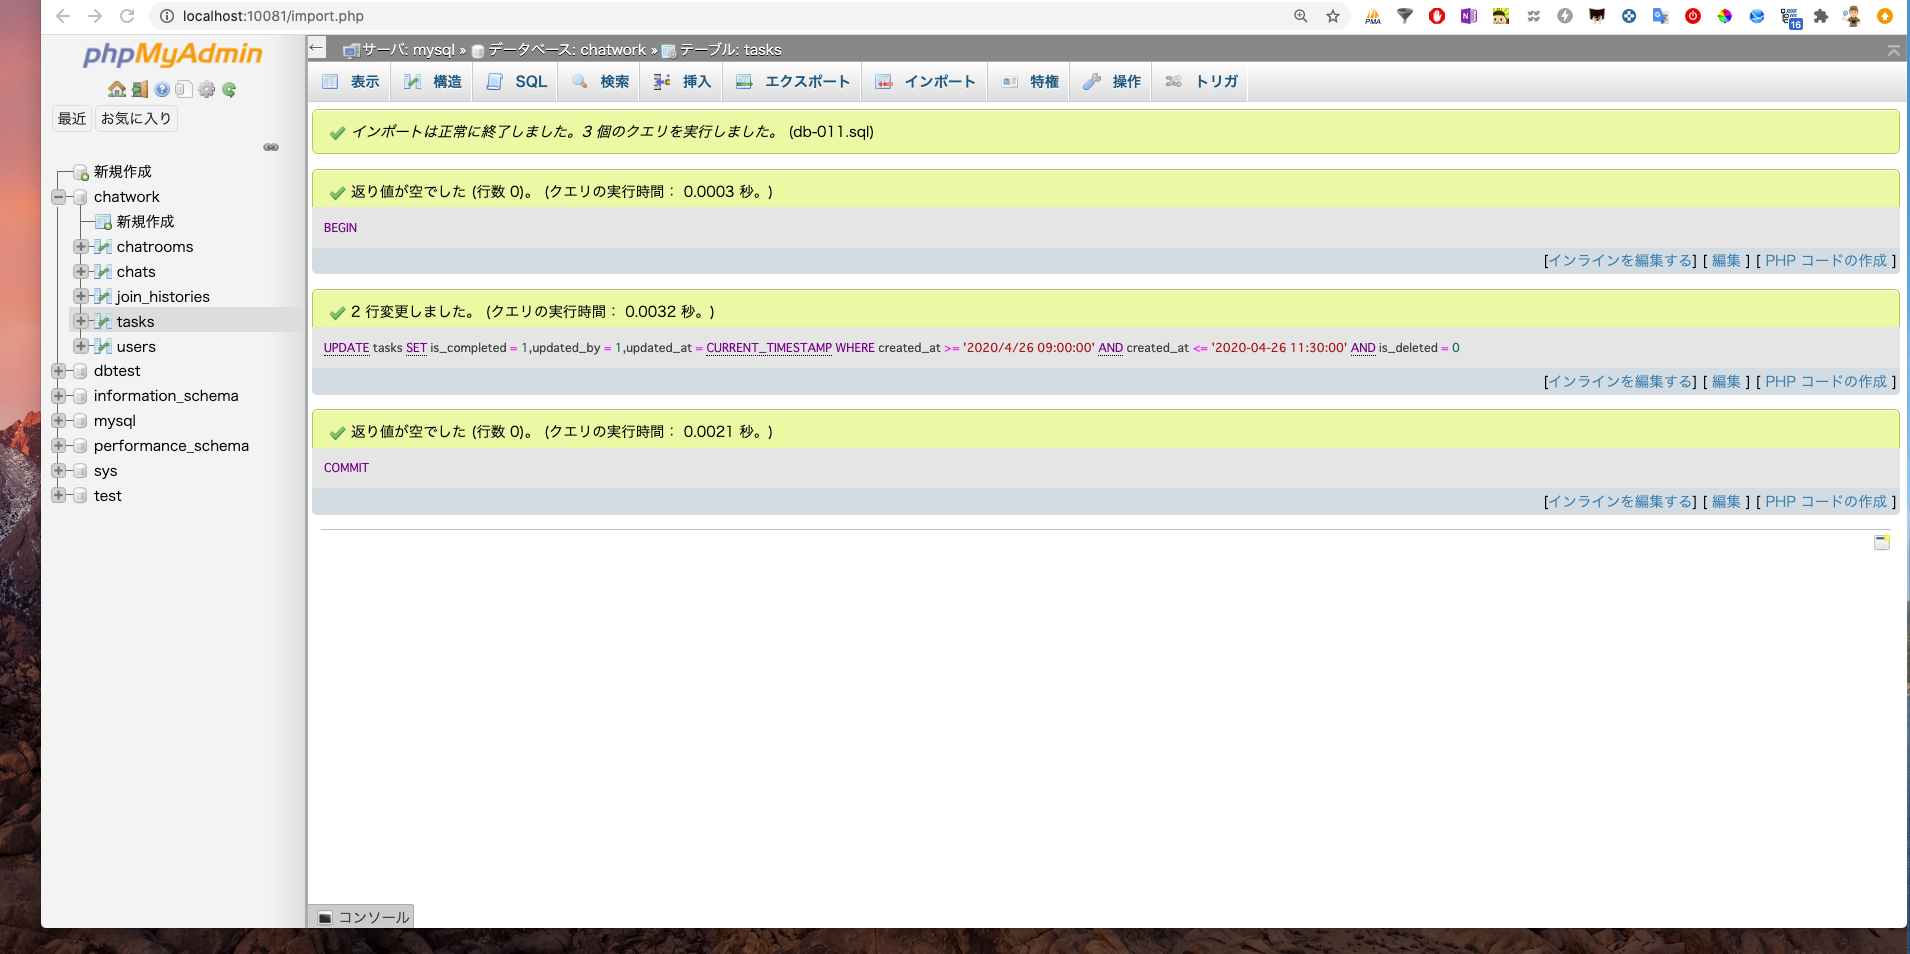 localhost:10081/import.php
PMA
16
phpMyAdmin
最近 お気に入り
新規作成
chatwork
新規作成
chatrooms
chats
join_histories
tasks
users
dbtest
information_schema
mysql
performance_schema
sys
test
サーバ: mysql » データベース: chatwork » テーブル: tasks
表示 構造 SQL 検索 挿入 エクスポート インポート 特権 操作 トリガ
インポートは正常に終了しました。3 個のクエリを実行しました。 (db-011.sql)
返り値が空でした (行数 0)。 (クエリの実行時間： 0.0003 秒。)
BEGIN
[インラインを編集する] [ 編集 ] [ PHP コードの作成 ]
2 行変更しました。 (クエリの実行時間： 0.0032 秒。)
UPDATE tasks SET is_completed = 1,updated_by = 1,updated_at = CURRENT_TIMESTAMP WHERE created_at >= '2020/4/26 09:00:00' AND created_at <= '2020-04-26 11:30:00' AND is_deleted = 0
[インラインを編集する] [ 編集 ] [ PHP コードの作成 ]
返り値が空でした (行数 0)。 (クエリの実行時間： 0.0021 秒。)
COMMIT
[インラインを編集する] [ 編集 ] [ PHP コードの作成 ]
コンソール